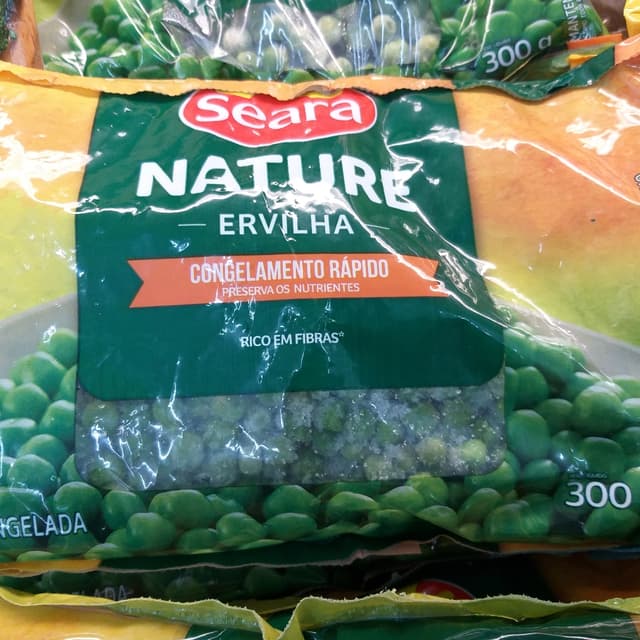 300 g
Seara
NATURE
ERVILHA
CONGELAMENTO RÁPIDO
PRESERVA OS NUTRIENTES
RICO EM FIBRAS☆
NGELADA
300